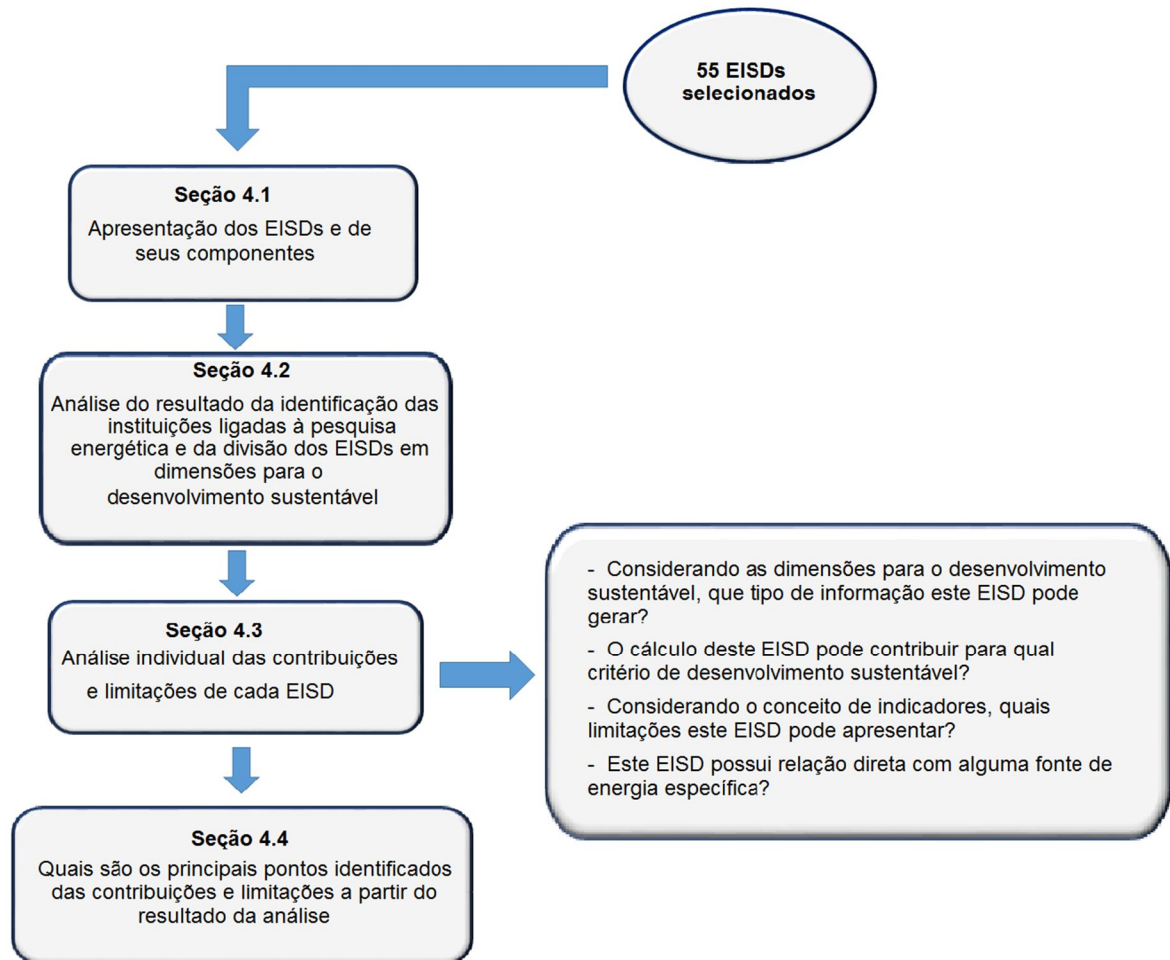 55 EISDs
selecionados
Seção 4.1
Apresentação dos EISDs e de
seus componentes
Seção 4.2
Análise do resultado da identificação das
instituições ligadas à pesquisa
energética e da divisão dos EISDs em
dimensões para o
desenvolvimento sustentável
Seção 4.3
Análise individual das contribuições
e limitações de cada EISD
- Considerando as dimensões para o desenvolvimento
sustentável, que tipo de informação este EISD pode
gerar?
- O cálculo deste EISD pode contribuir para qual
critério de desenvolvimento sustentável?
- Considerando o conceito de indicadores, quais
limitações este EISD pode apresentar?
- Este EISD possui relação direta com alguma fonte de
energia específica?
Seção 4.4
Quais são os principais pontos identificados
das contribuições e limitações a partir do
resultado da análise